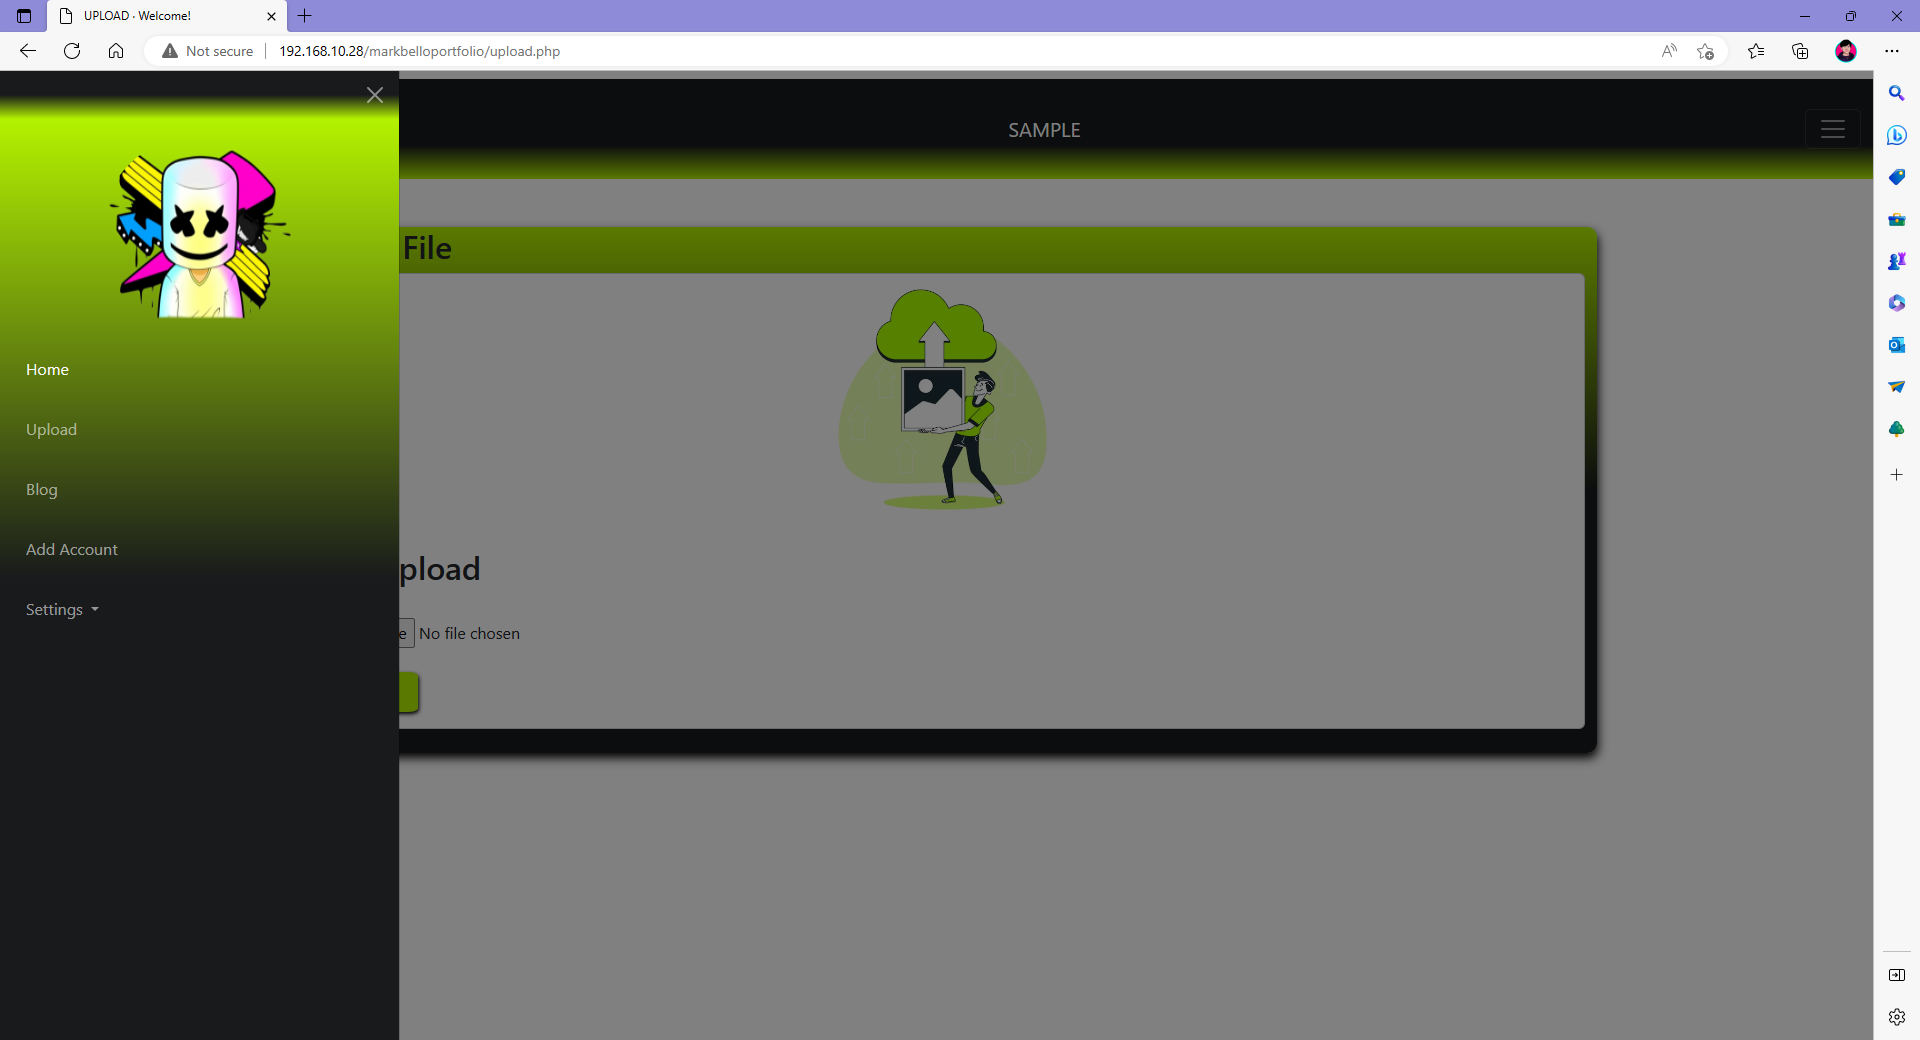 UPLOAD · Welcome!
Not secure
192.168.10.28/markbelloportfolio/upload.php
SAMPLE
File
Home
Upload
Blog
Add Account
Settings
pload
e No file chosen